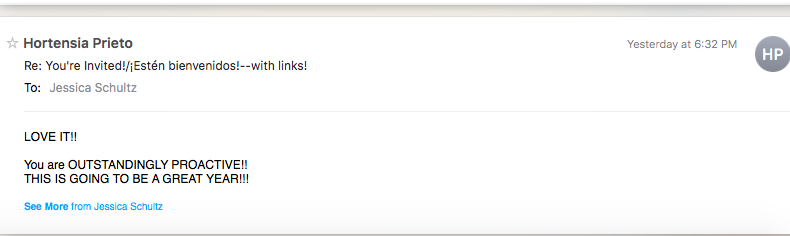 Hortensia Prieto
Yesterday at 6:32 PM
HP
Re: You're Invited!/¡Estén bienvenidos!--with links!
To: Jessica Schultz
LOVE IT!!
You are OUTSTANDINGLY PROACTIVE!!
THIS IS GOING TO BE A GREAT YEAR!!!
See More from Jessica Schultz